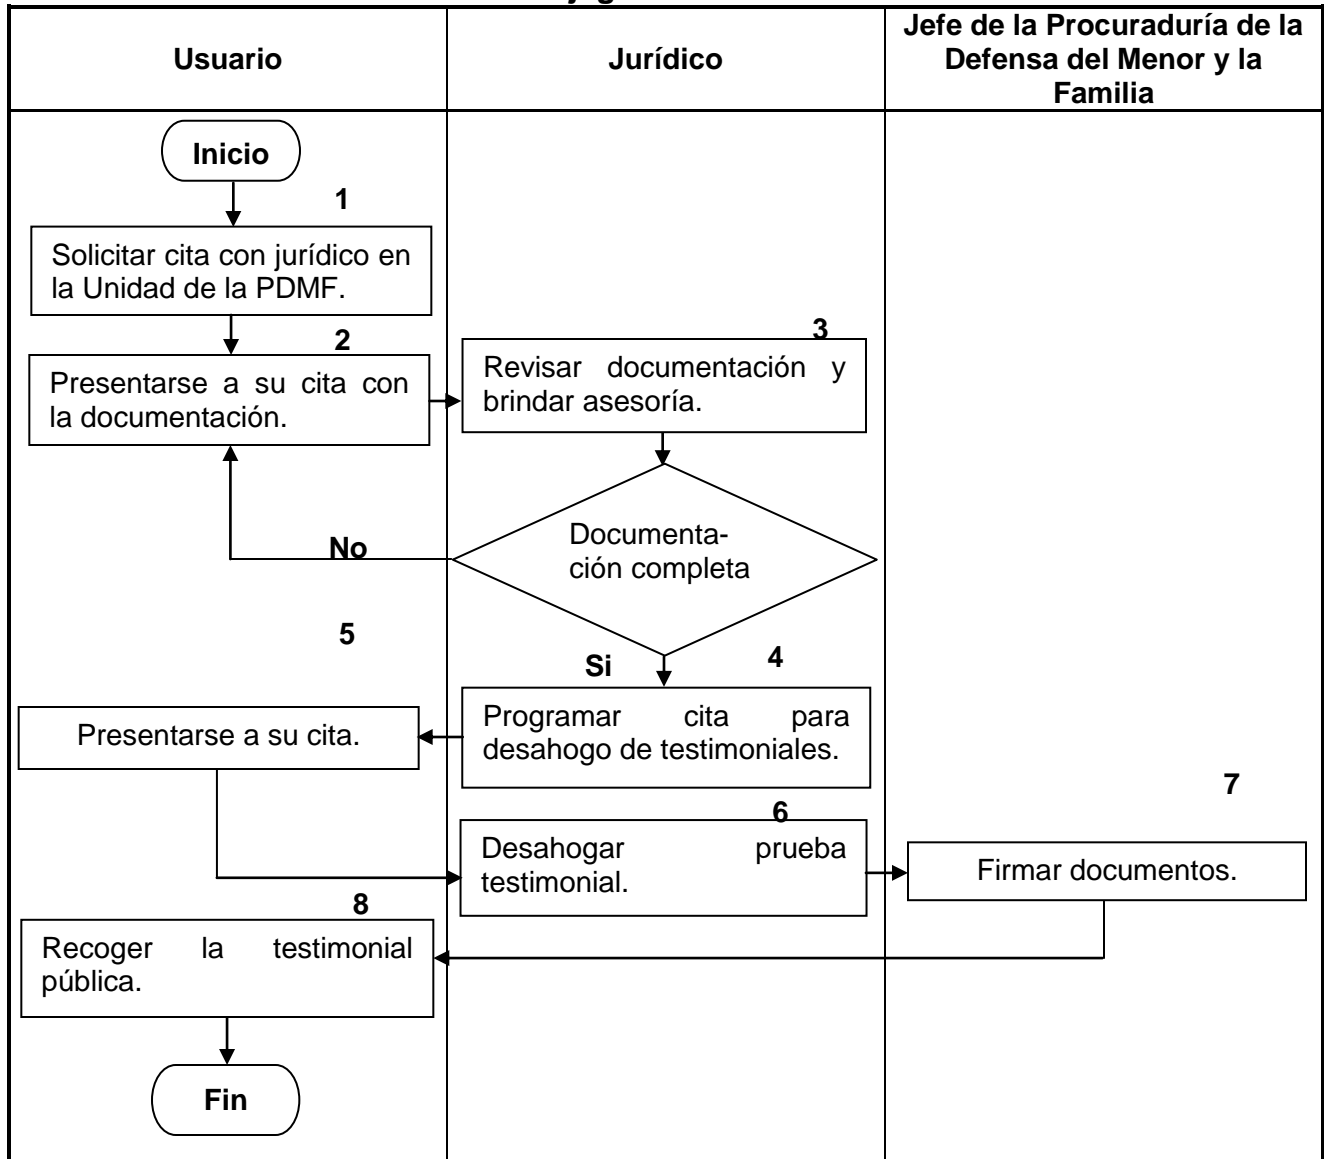 Usuario
Jurídico
Jefe de la Procuraduría de la
Defensa del Menor y la
Familia
Inicio
1
Solicitar cita con jurídico en
la Unidad de la PDMF.
2
Presentarse a su cita con
la documentación.
3
Revisar documentación y
brindar asesoría.
Documenta-
ción completa
No
Si
4
Programar cita para
desahogo de testimoniales.
5
Presentarse a su cita.
6
Desahogar prueba
testimonial.
7
Firmar documentos.
8
Recoger la testimonial
pública.
Fin